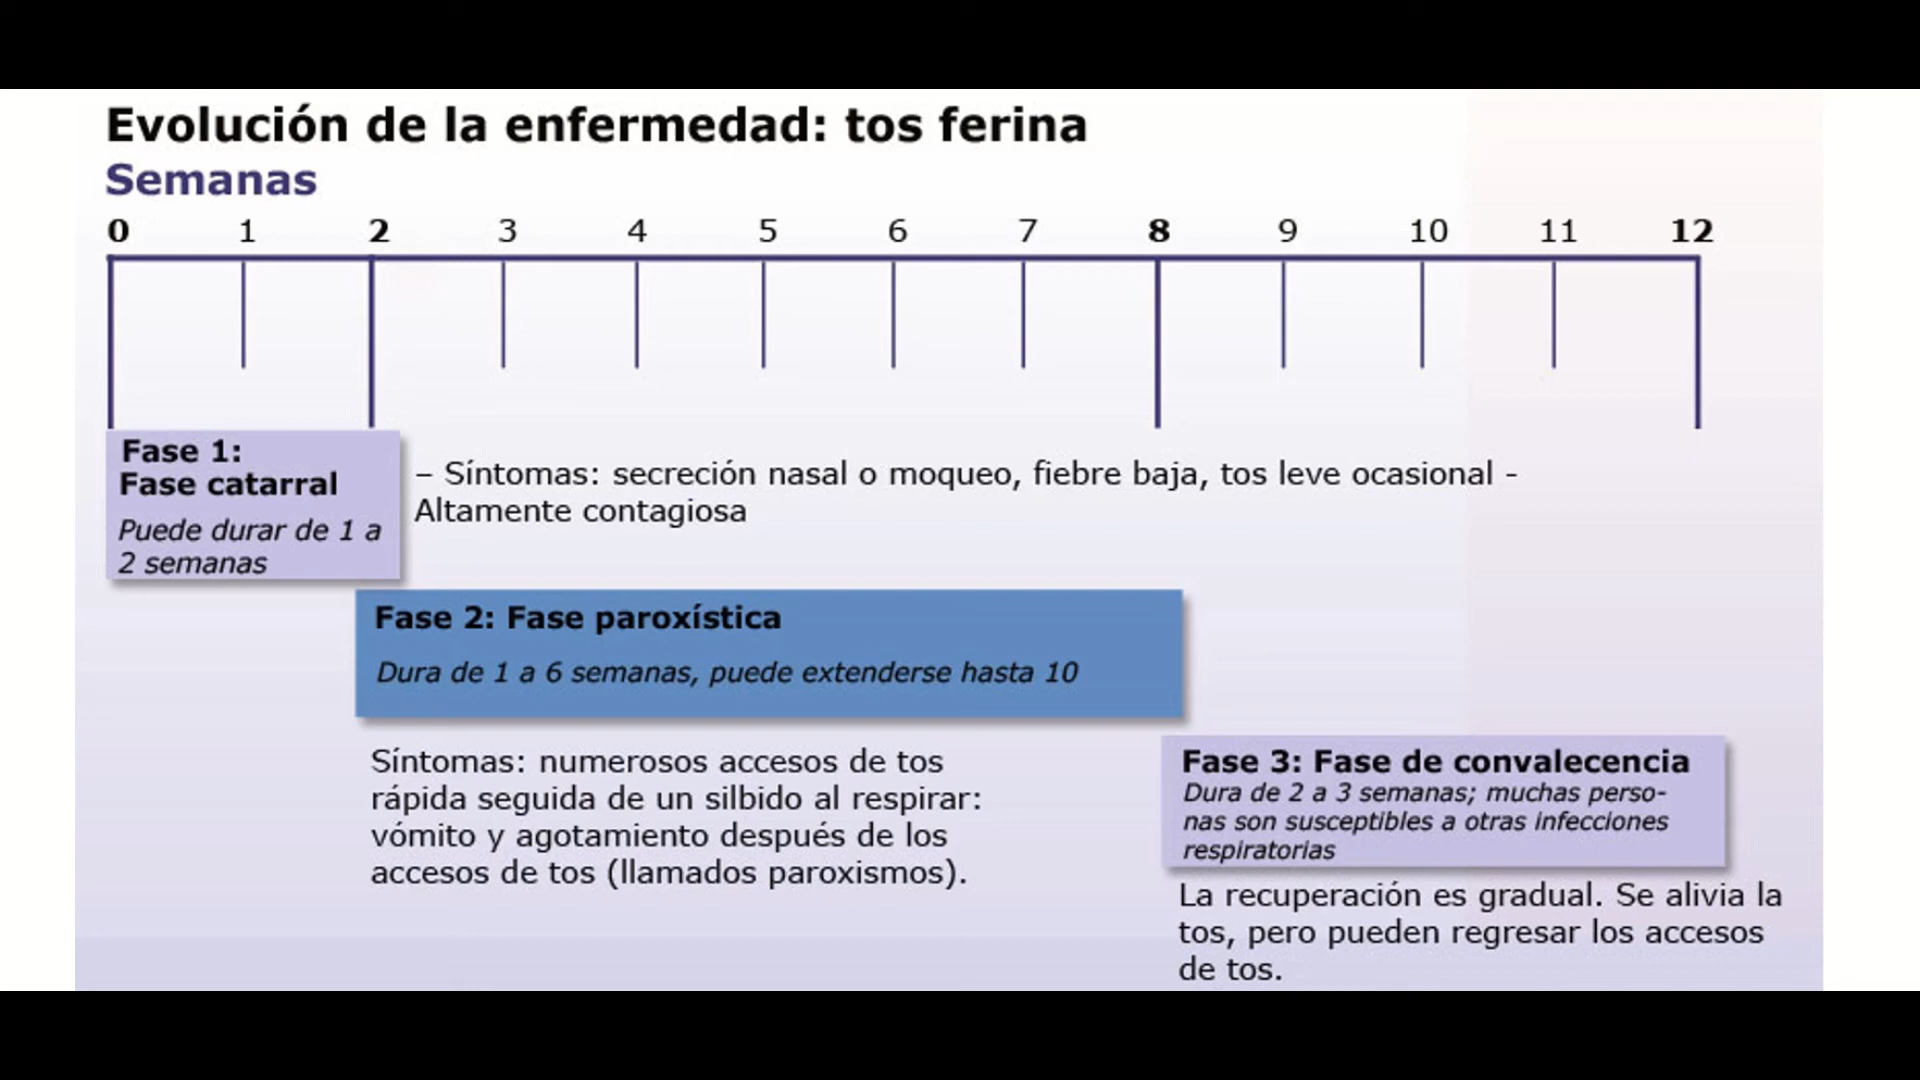 Evolución de la enfermedad: tos ferina
Semanas
0 1 2 3 4 5 6 7 8 9 10 11 12
Fase 1:
Fase catarral
Puede durar de 1 a
2 semanas
– Síntomas: secreción nasal o moqueo, fiebre baja, tos leve ocasional -
Altamente contagiosa
Fase 2: Fase paroxística
Dura de 1 a 6 semanas, puede extenderse hasta 10
Síntomas: numerosos accesos de tos
rápida seguida de un silbido al respirar:
vómito y agotamiento después de los
accesos de tos (llamados paroxismos).
Fase 3: Fase de convalecencia
Dura de 2 a 3 semanas; muchas perso-
nas son susceptibles a otras infecciones
respiratorias
La recuperación es gradual. Se alivia la
tos, pero pueden regresar los accesos
de tos.